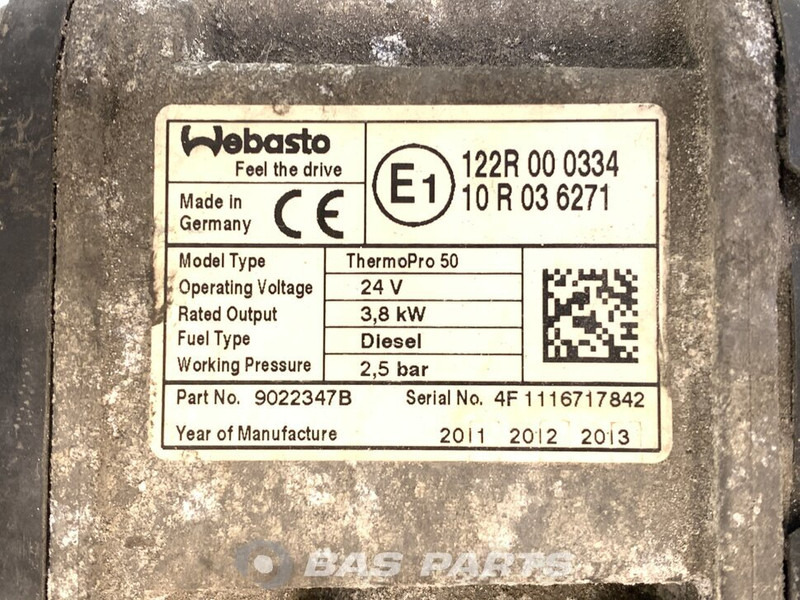 Webasto
Feel the drive
Made in
Germany
CE
E1
122R 00 0334
10 R 03 6271
Model Type ThermoPro 50
Operating Voltage 24 V
Rated Output 3,8 kW
Fuel Type Diesel
Working Pressure 2,5 bar
Part No. 9022347B Serial No. 4F 1116717842
Year of Manufacture 2011 2012 2013
BAS PARTS